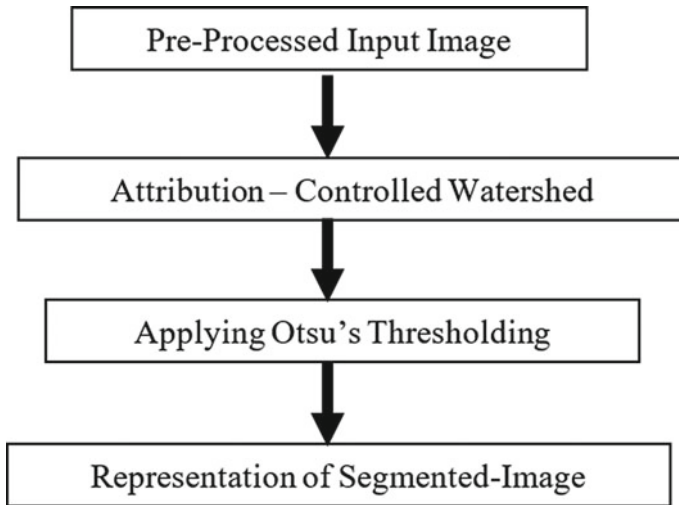 Pre-Processed Input Image
Attribution – Controlled Watershed
Applying Otsu’s Thresholding
Representation of Segmented-Image